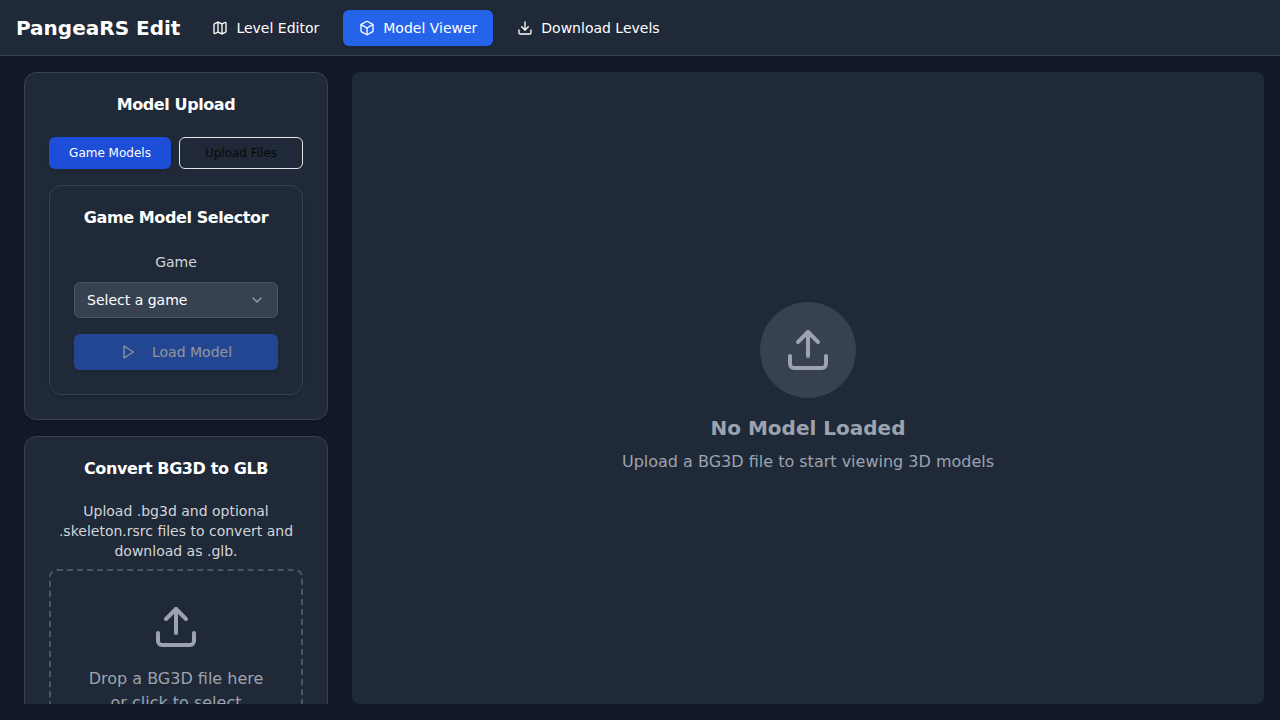 PangeaRS Edit
Level Editor
Model Viewer
Download Levels
Model Upload
Game Models
Upload Files
Game Model Selector
Game
Select a game
Load Model
Convert BG3D to GLB
Upload .bg3d and optional
.skeleton.rsrc files to convert and
download as .glb.
Drop a BG3D file here
or click to select
No Model Loaded
Upload a BG3D file to start viewing 3D models